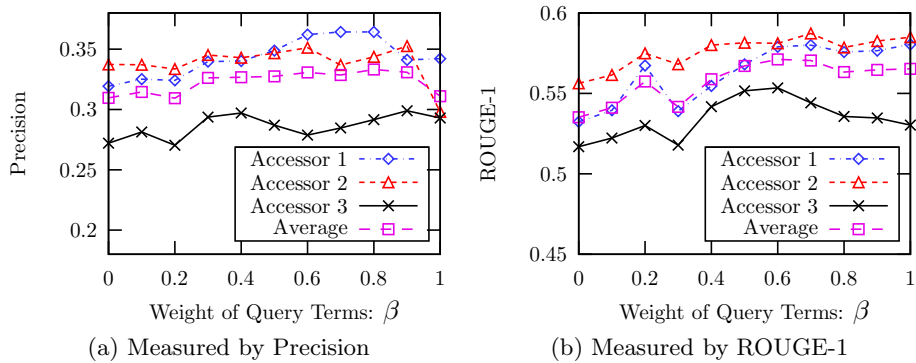 Precision
0.35
0.3
0.25
0.2
Accessor 1
Accessor 2
Accessor 3
Average
0 0.2 0.4 0.6 0.8 1
Weight of Query Terms: β
(a) Measured by Precision
ROUGE-1
0.6
0.55
0.5
0.45
Accessor 1
Accessor 2
Accessor 3
Average
0 0.2 0.4 0.6 0.8 1
Weight of Query Terms: β
(b) Measured by ROUGE-1